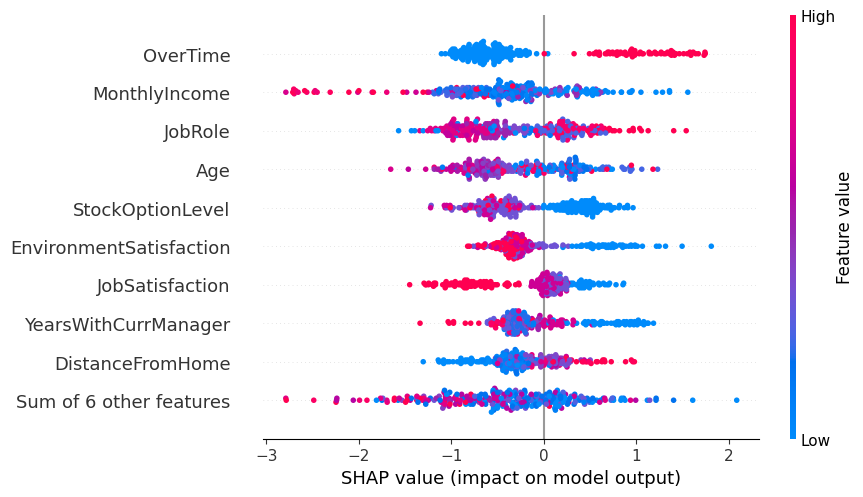 High
OverTime
MonthlyIncome
JobRole
Age
StockOptionLevel
EnvironmentSatisfaction
JobSatisfaction
YearsWithCurrManager
DistanceFromHome
Sum of 6 other features
Feature value
Low
−3 −2 −1 0 1 2
SHAP value (impact on model output)